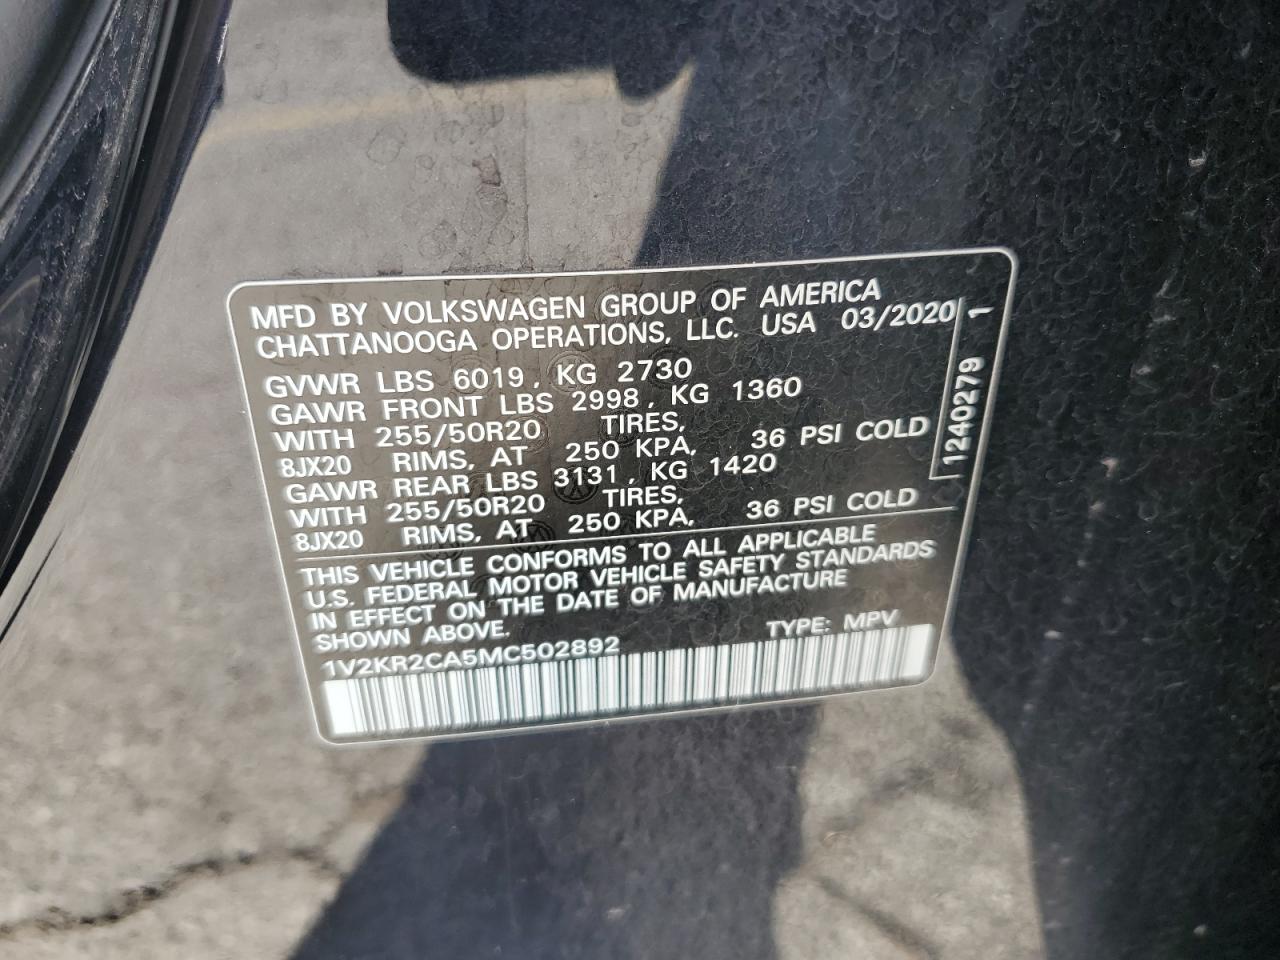 MFD BY VOLKSWAGEN GROUP OF AMERICA
CHATTANOOGA OPERATIONS, LLC. USA 03/2020
GVWR LBS 6019, KG 2730
GAWR FRONT LBS 2998, KG 1360
WITH 255/50R20 TIRES,
8JX20 RIMS, AT 250 KPA, 36 PSI COLD
GAWR REAR LBS 3131, KG 1420
WITH 255/50R20 TIRES,
8JX20 RIMS, AT 250 KPA, 36 PSI COLD
THIS VEHICLE CONFORMS TO ALL APPLICABLE
U.S. FEDERAL MOTOR VEHICLE SAFETY STANDARDS
IN EFFECT ON THE DATE OF MANUFACTURE
SHOWN ABOVE.
TYPE: MPV
1V2KR2CA5MC502892
1240279 1